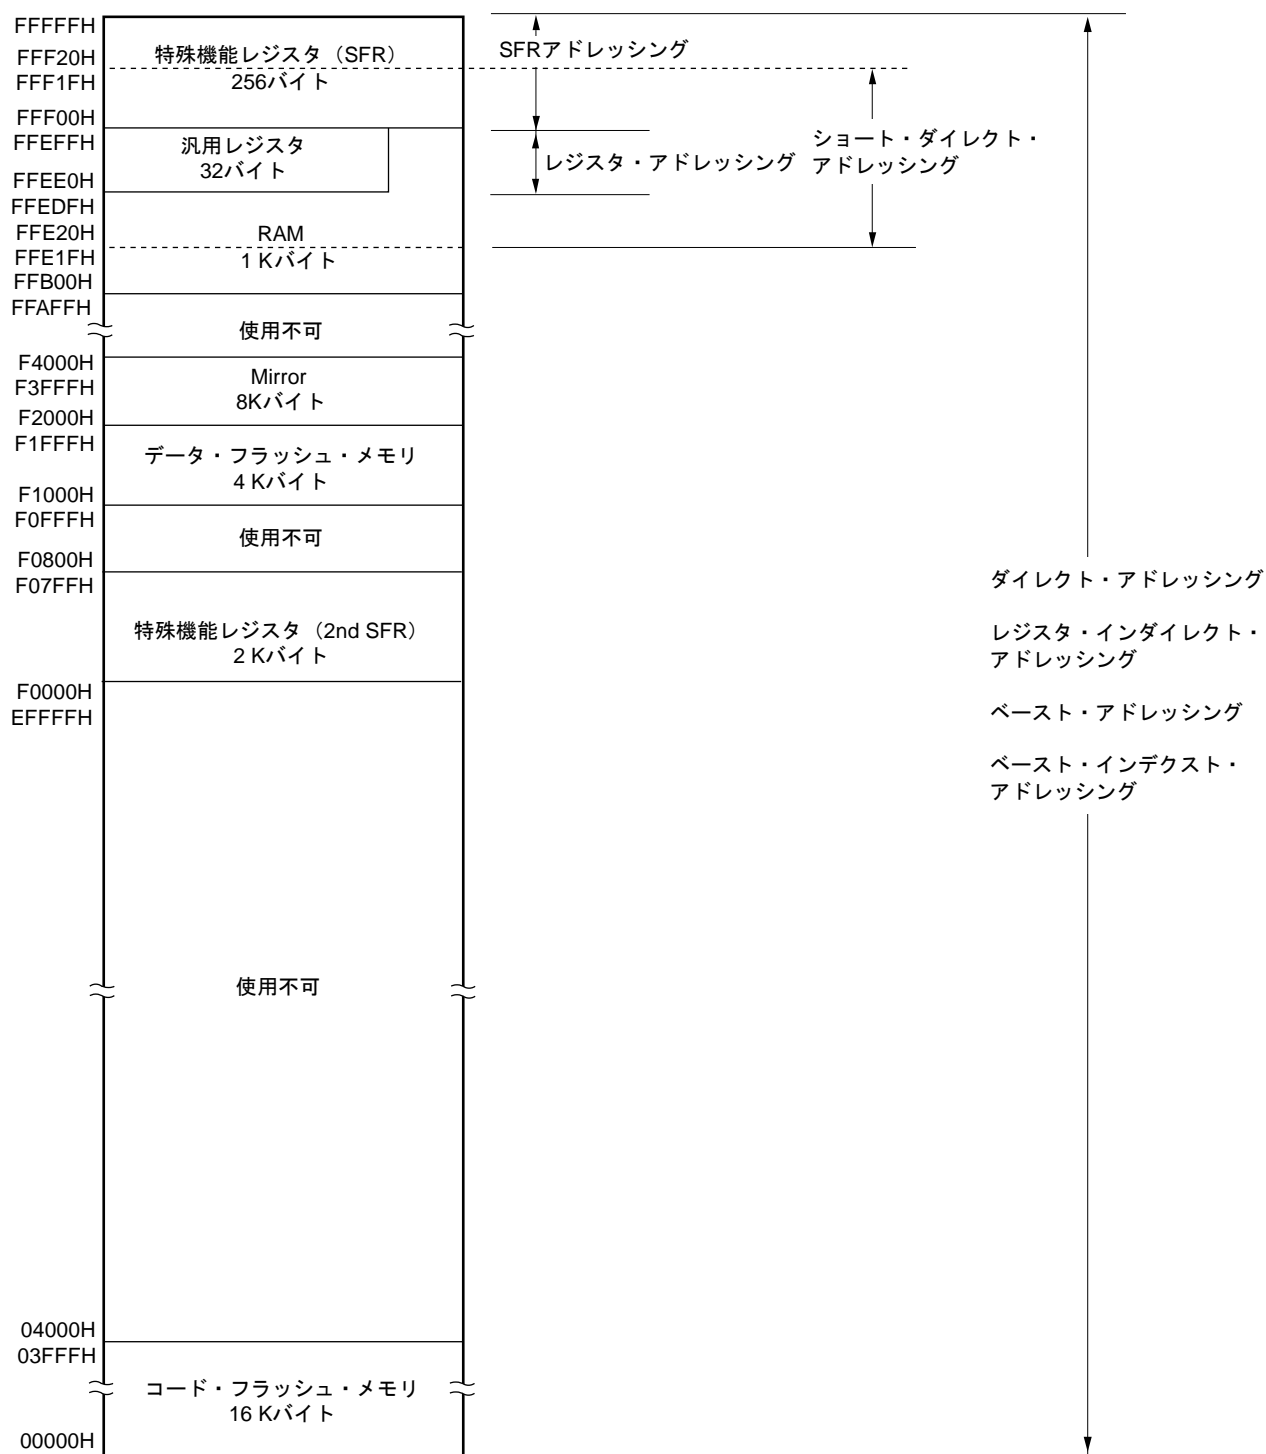 FFFFFH
FFF20H
FFF1FH
FFF00H
FFEFFH
FFEE0H
FFEDFH
FFE20H
FFE1FH
FFB00H
FFAFFH
F4000H
F3FFFH
F2000H
F1FFFH
F1000H
F0FFFH
F0800H
F07FFH
F0000H
EFFFFH
04000H
03FFFH
00000H
特殊機能レジスタ（SFR）
256バイト
汎用レジスタ
32バイト
RAM
1 Kバイト
使用不可
Mirror
8Kバイト
データ・フラッシュ・メモリ
4 Kバイト
使用不可
特殊機能レジスタ（2nd SFR）
2 Kバイト
使用不可
コード・フラッシュ・メモリ
16 Kバイト
SFRアドレッシング
レジスタ・アドレッシング
ショート・ダイレクト・
アドレッシング
ダイレクト・アドレッシング
レジスタ・インダイレクト・
アドレッシング
ベースト・アドレッシング
ベースト・インデクスト・
アドレッシング